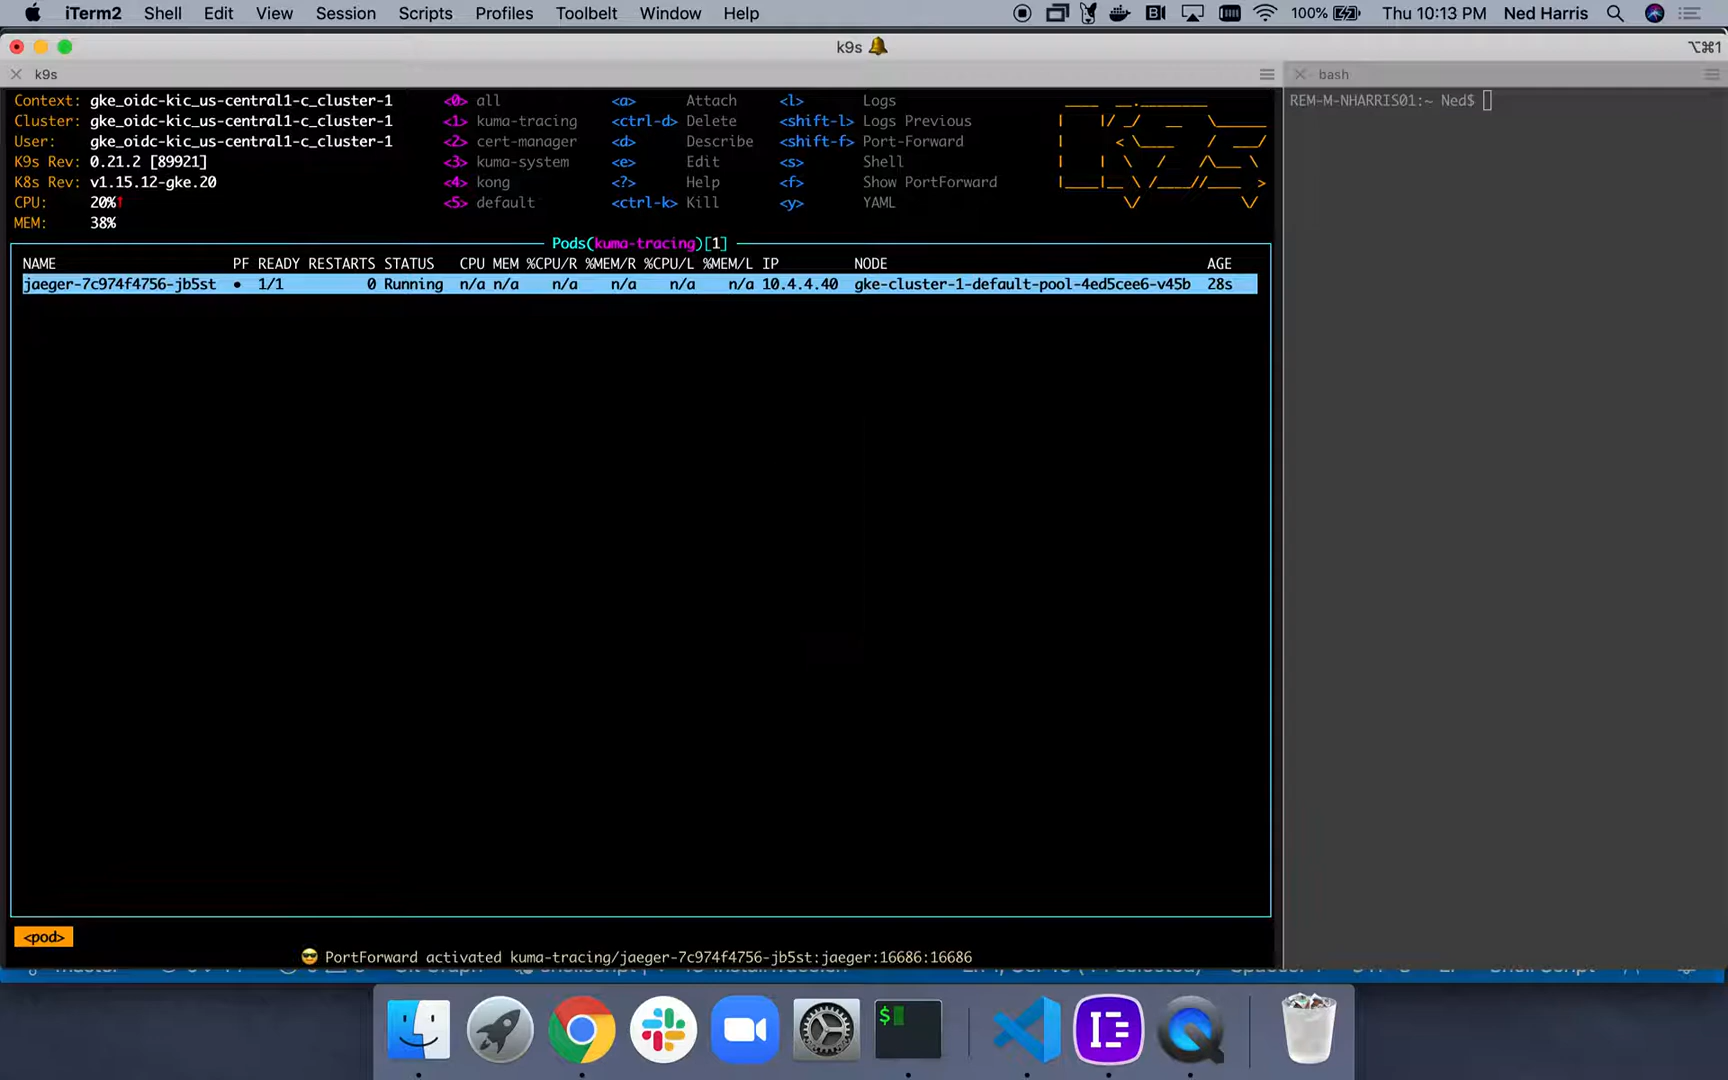 iTerm2 Shell Edit View Session Scripts Profiles Toolbelt Window Help 100% Thu 10:13 PM Ned Harris
k9s ⌥⌘1
k9s bash
Context: gke_oidc-kic_us-central1-c_cluster-1 <0> all <a> Attach <l> Logs
Cluster: gke_oidc-kic_us-central1-c_cluster-1 <1> kuma-tracing <ctrl-d> Delete <shift-l> Logs Previous
User: gke_oidc-kic_us-central1-c_cluster-1 <2> cert-manager <d> Describe <shift-f> Port-Forward
K9s Rev: 0.21.2 [89921] <3> kuma-system <e> Edit <s> Shell
K8s Rev: v1.15.12-gke.20 <4> kong <?> Help <f> Show PortForward
CPU: 20%↑ <5> default <ctrl-k> Kill <y> YAML
MEM: 38%
REM-M-NHARRIS01:~ Ned$
Pods(kuma-tracing)[1]
NAME PF READY RESTARTS STATUS CPU MEM %CPU/R %MEM/R %CPU/L %MEM/L IP NODE AGE
jaeger-7c974f4756-jb5st ● 1/1 0 Running n/a n/a n/a n/a n/a n/a 10.4.4.40 gke-cluster-1-default-pool-4ed5cee6-v45b 28s
<pod>
😎 PortForward activated kuma-tracing/jaeger-7c974f4756-jb5st:jaeger:16686:16686